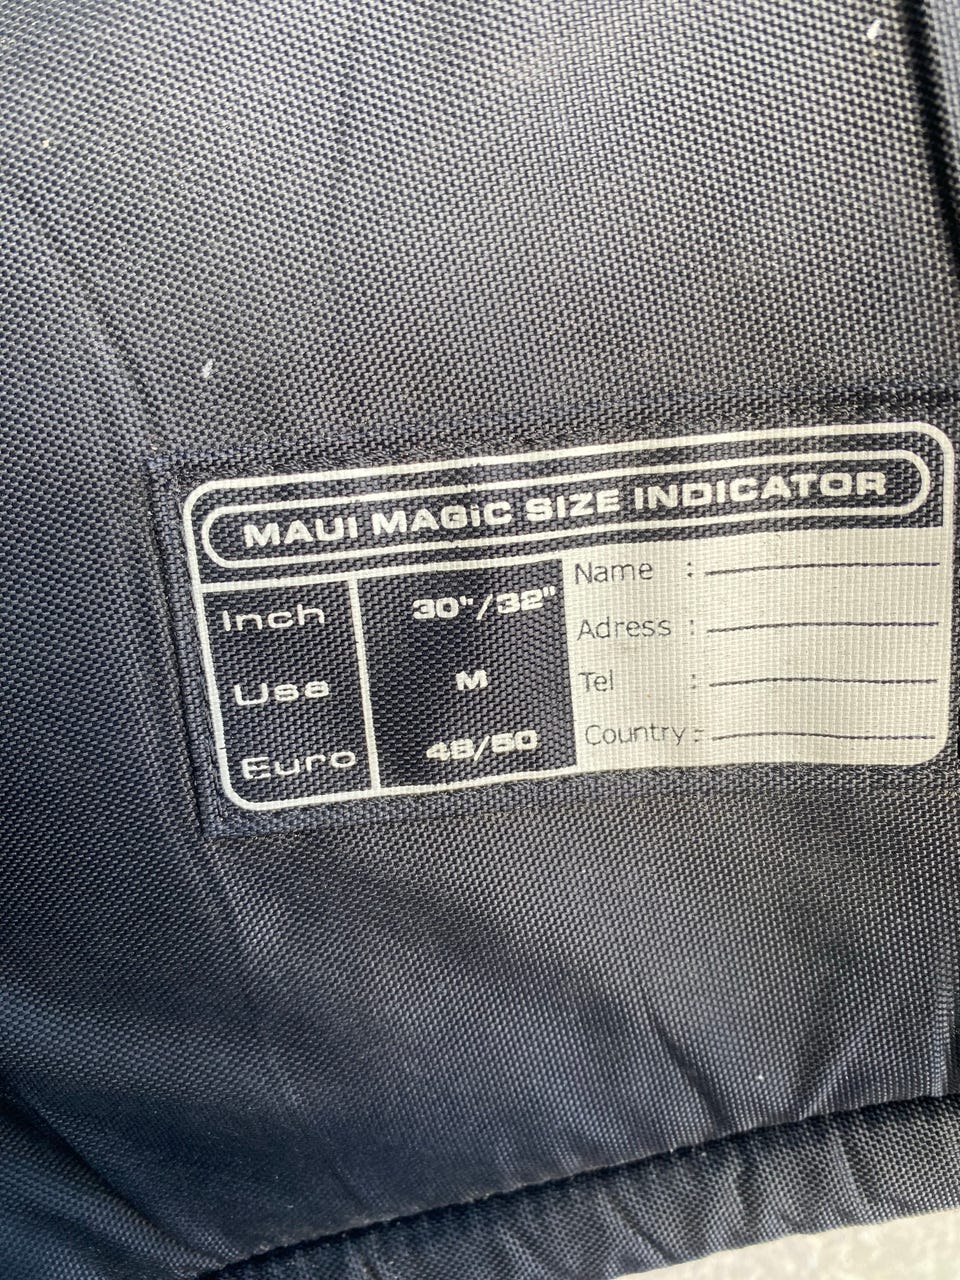 MAUI MAGiC SIZE INDICATOR
Inch 30"/32"
Usa M
Euro 48/50
Name :
Adress :
Tel :
Country :